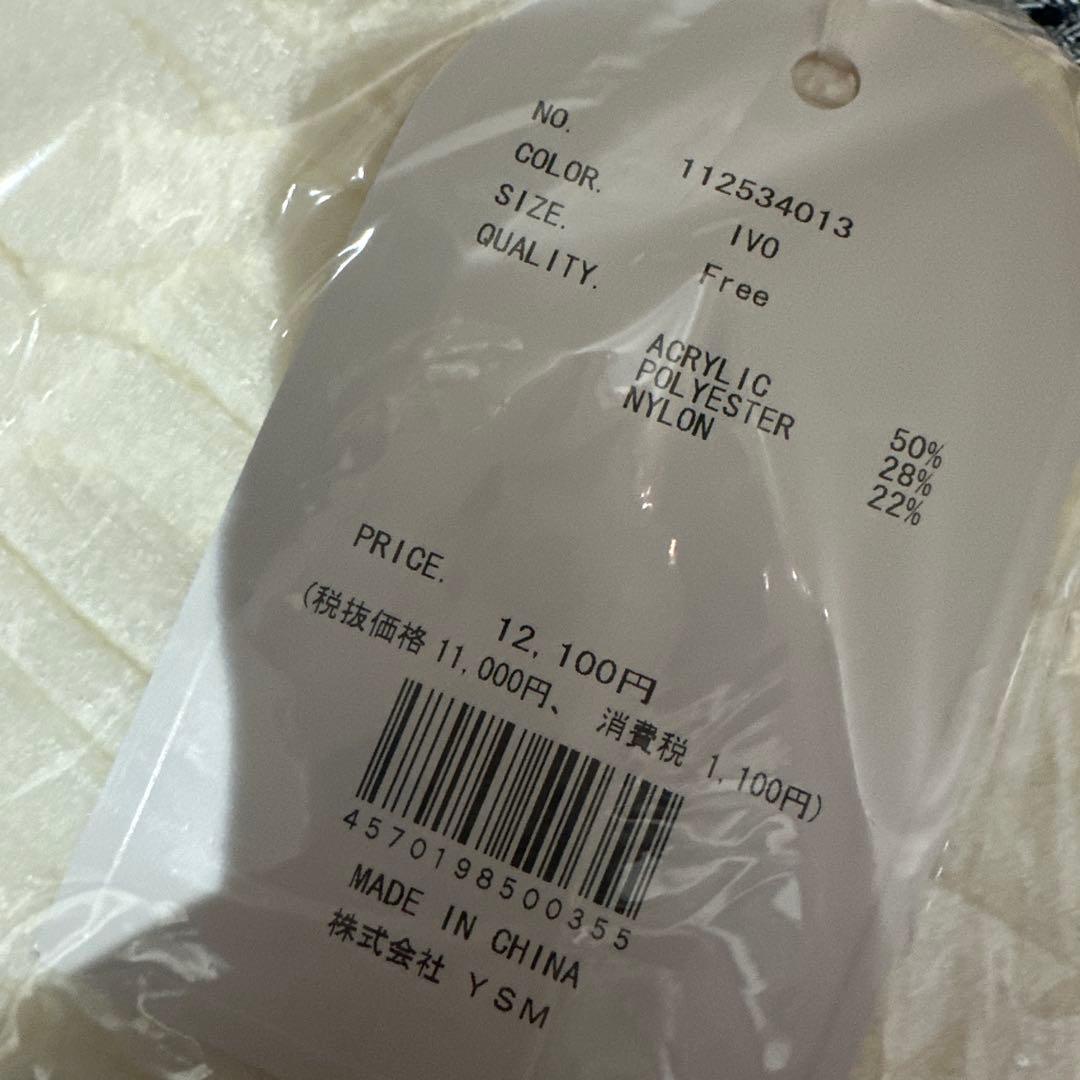 NO. 112534013
COLOR. IVO
SIZE. Free
QUALITY.
ACRYLIC 50%
POLYESTER 28%
NYLON 22%
PRICE. 12,100円
(税抜価格 11,000円、 消費税 1,100円)
4570198500355
MADE IN CHINA
株式会社 YSM